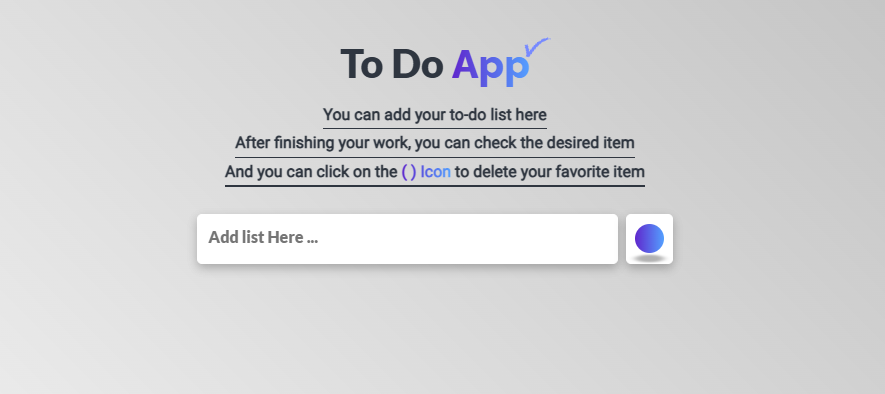 To Do App
You can add your to-do list here
After finishing your work, you can check the desired item
And you can click on the ( ) Icon to delete your favorite item
Add list Here ...